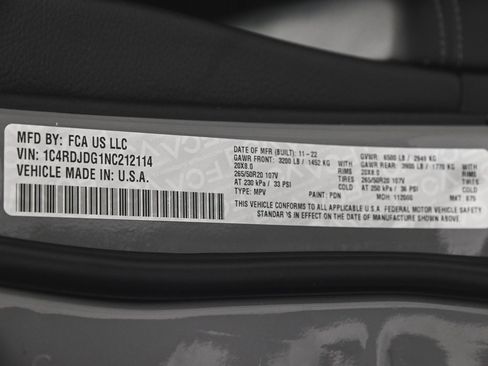 MFD BY: FCA US LLC
VIN: 1C4RDJDG1NC212114
VEHICLE MADE IN: U.S.A.
DATE OF MFR (BUILT): 11-22 GVWR: 6500 LB / 2948 KG
GAWR FRONT: 3200 LB / 1452 KG WITH GAWR REAR: 3900 LB / 1770 KG WITH
20X8.0 RIMS 20X8.0 RIMS
265/50R20 107V TIRES 265/50R20 107V TIRES
AT 230 kPa / 33 PSI COLD AT 250 kPa / 36 PSI COLD
TYPE: MPV PAINT: PDN MDH: MKT: 875
THIS VEHICLE CONFORMS TO ALL APPLICABLE U.S.A. FEDERAL MOTOR VEHICLE SAFETY
STANDARDS IN EFFECT ON THE DATE OF MANUFACTURE SHOWN ABOVE.